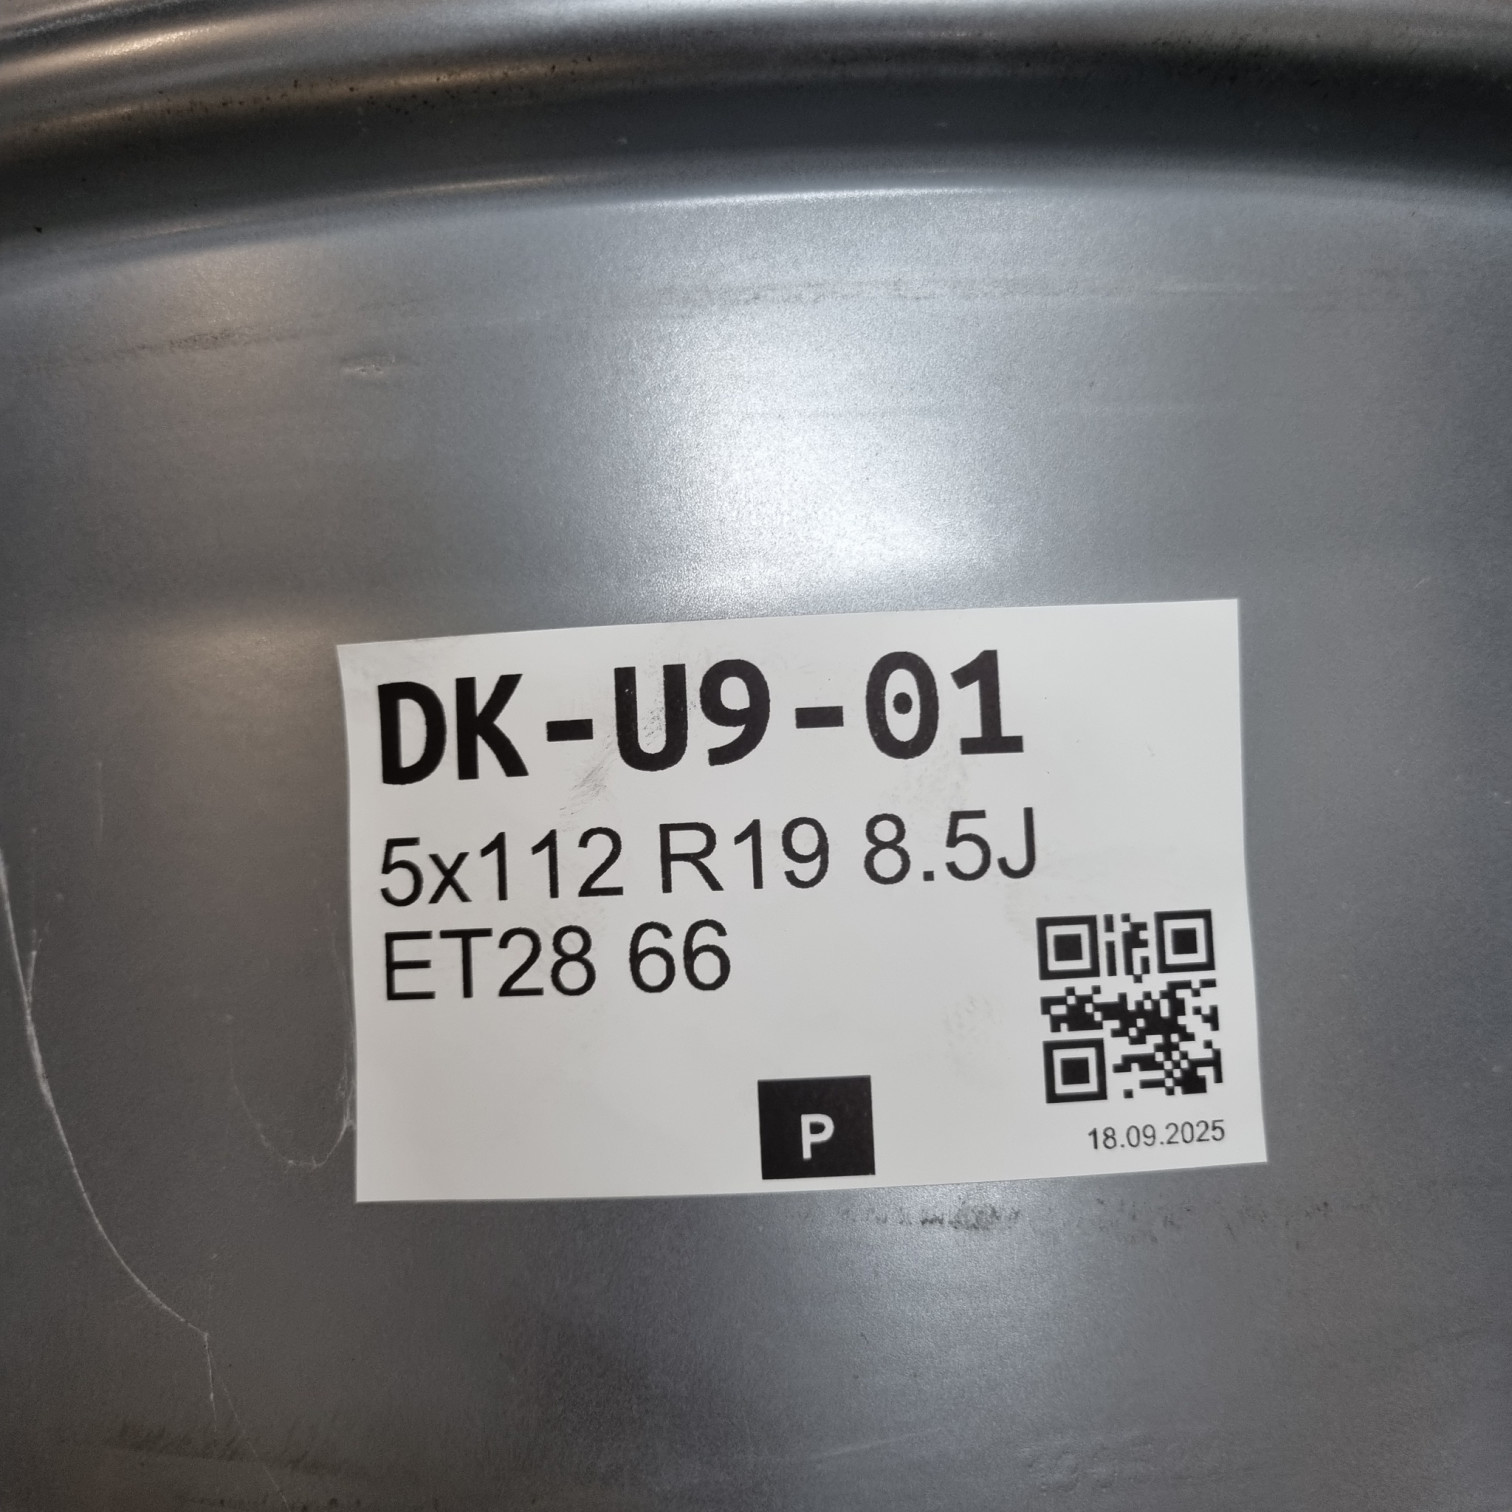 DK-U9-01
5x112 R19 8.5J
ET28 66
P
18.09.2025